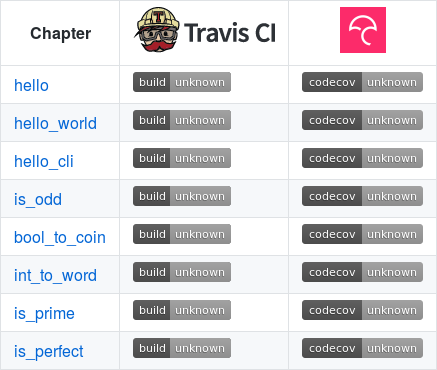 Chapter Travis CI
hello build unknown codecov unknown
hello_world build unknown codecov unknown
hello_cli build unknown codecov unknown
is_odd build unknown codecov unknown
bool_to_coin build unknown codecov unknown
int_to_word build unknown codecov unknown
is_prime build unknown codecov unknown
is_perfect build unknown codecov unknown